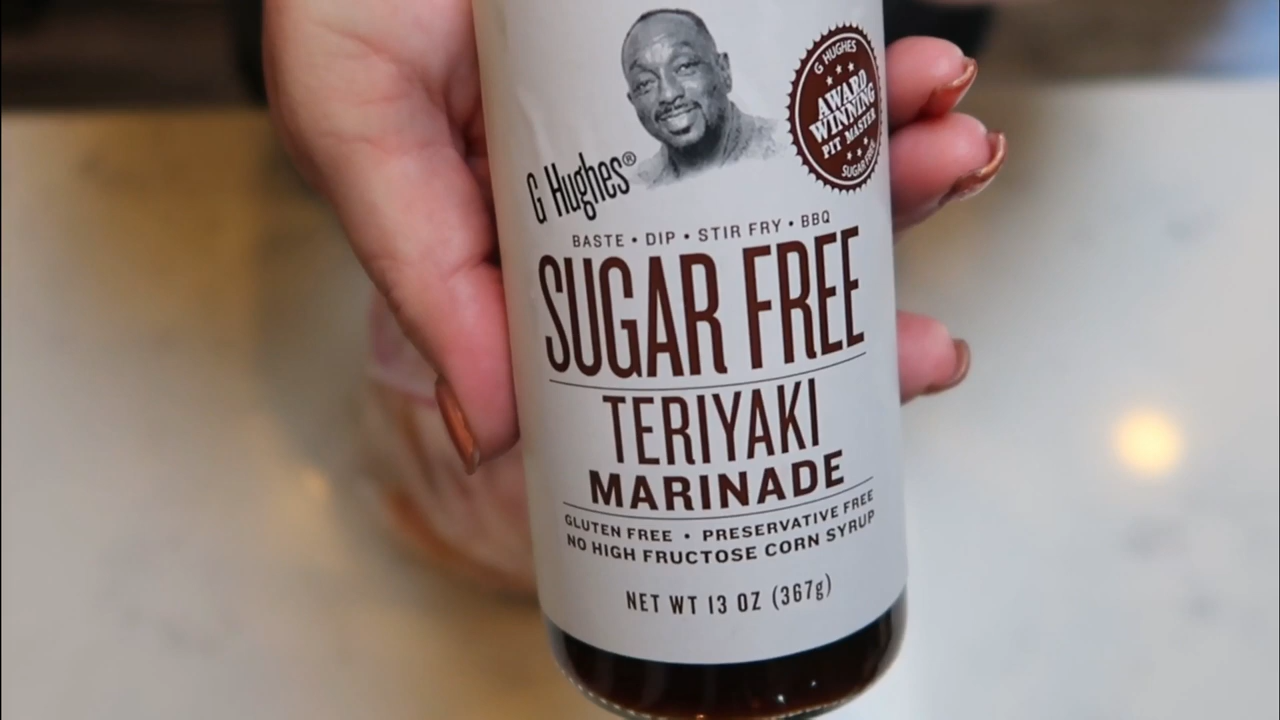 G HUGHES
AWARD
WINNING
PIT MASTER
SUGAR FREE
G Hughes®
BASTE • DIP • STIR FRY • BBQ
SUGAR FREE
TERIYAKI
MARINADE
GLUTEN FREE • PRESERVATIVE FREE
NO HIGH FRUCTOSE CORN SYRUP
NET WT 13 OZ (367g)